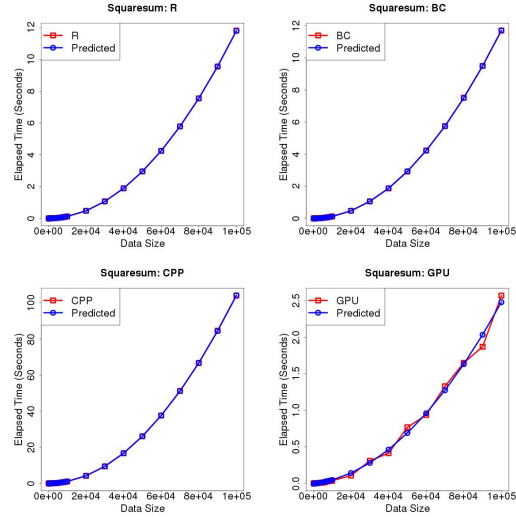 Squaresum: R
R
Predicted
Elapsed Time (Seconds)
0 2 4 6 8 10 12
0e+00 2e+04 4e+04 6e+04 8e+04 1e+05
Data Size
Squaresum: BC
BC
Predicted
Elapsed Time (Seconds)
0 2 4 6 8 10 12
0e+00 2e+04 4e+04 6e+04 8e+04 1e+05
Data Size
Squaresum: CPP
CPP
Predicted
Elapsed Time (Seconds)
0 20 40 60 80 100
0e+00 2e+04 4e+04 6e+04 8e+04 1e+05
Data Size
Squaresum: GPU
GPU
Predicted
Elapsed Time (Seconds)
0.0 0.5 1.0 1.5 2.0 2.5
0e+00 2e+04 4e+04 6e+04 8e+04 1e+05
Data Size